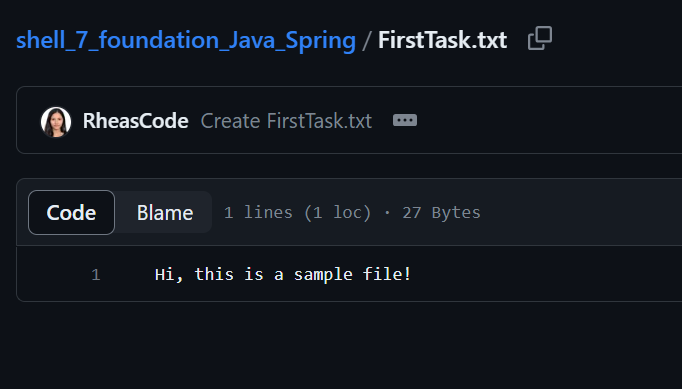 shell_7_foundation_Java_Spring / FirstTask.txt
RheasCode Create FirstTask.txt
Code Blame 1 lines (1 loc) · 27 Bytes
1 Hi, this is a sample file!